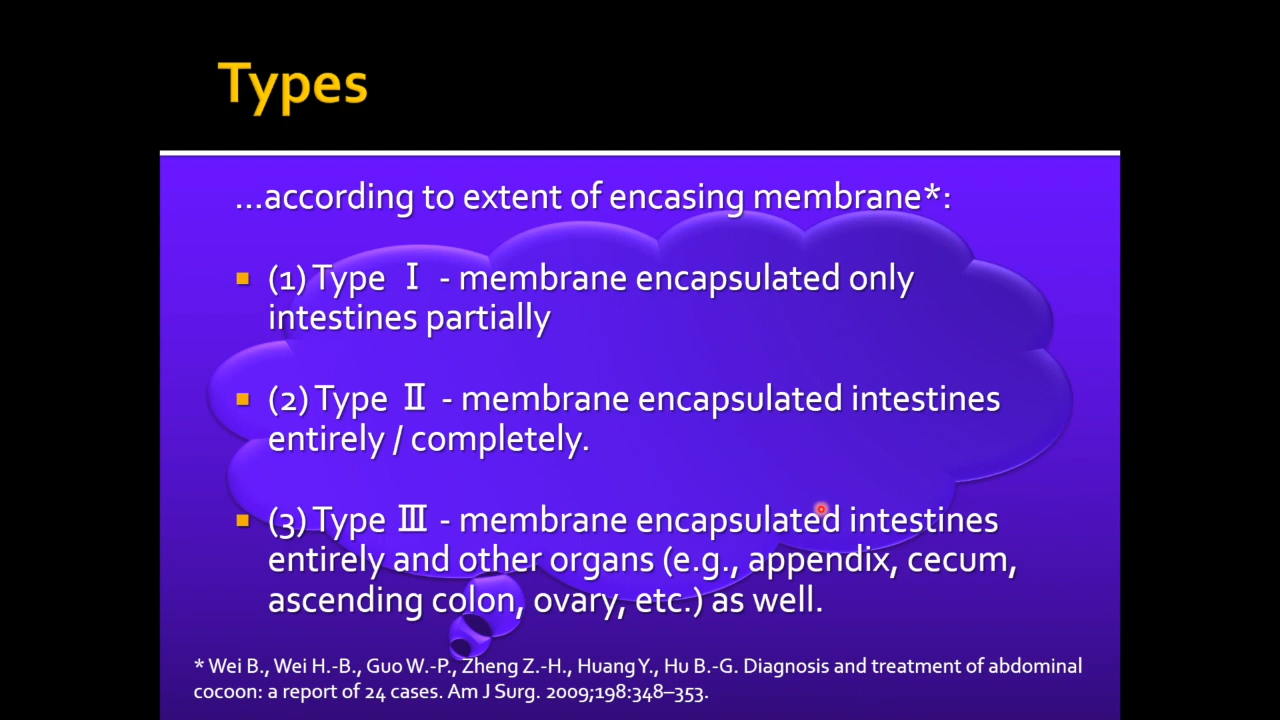 Types
...according to extent of encasing membrane*:
(1) Type Ⅰ - membrane encapsulated only
intestines partially
(2) Type Ⅱ - membrane encapsulated intestines
entirely / completely.
(3) Type Ⅲ - membrane encapsulated intestines
entirely and other organs (e.g., appendix, cecum,
ascending colon, ovary, etc.) as well.
* Wei B., Wei H.-B., Guo W.-P., Zheng Z.-H., Huang Y., Hu B.-G. Diagnosis and treatment of abdominal
cocoon: a report of 24 cases. Am J Surg. 2009;198:348–353.